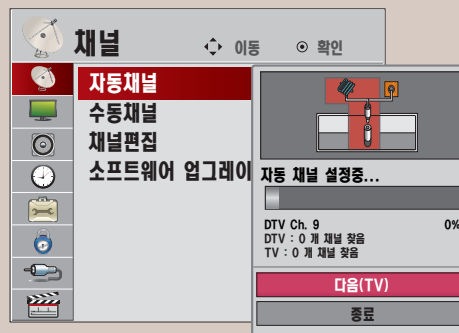 채널
이동
확인
자동채널
수동채널
채널편집
소프트웨어 업그레이
자동 채널 설정중...
DTV Ch. 9 0%
DTV : 0 개 채널 찾음
TV : 0 개 채널 찾음
다음(TV)
종료